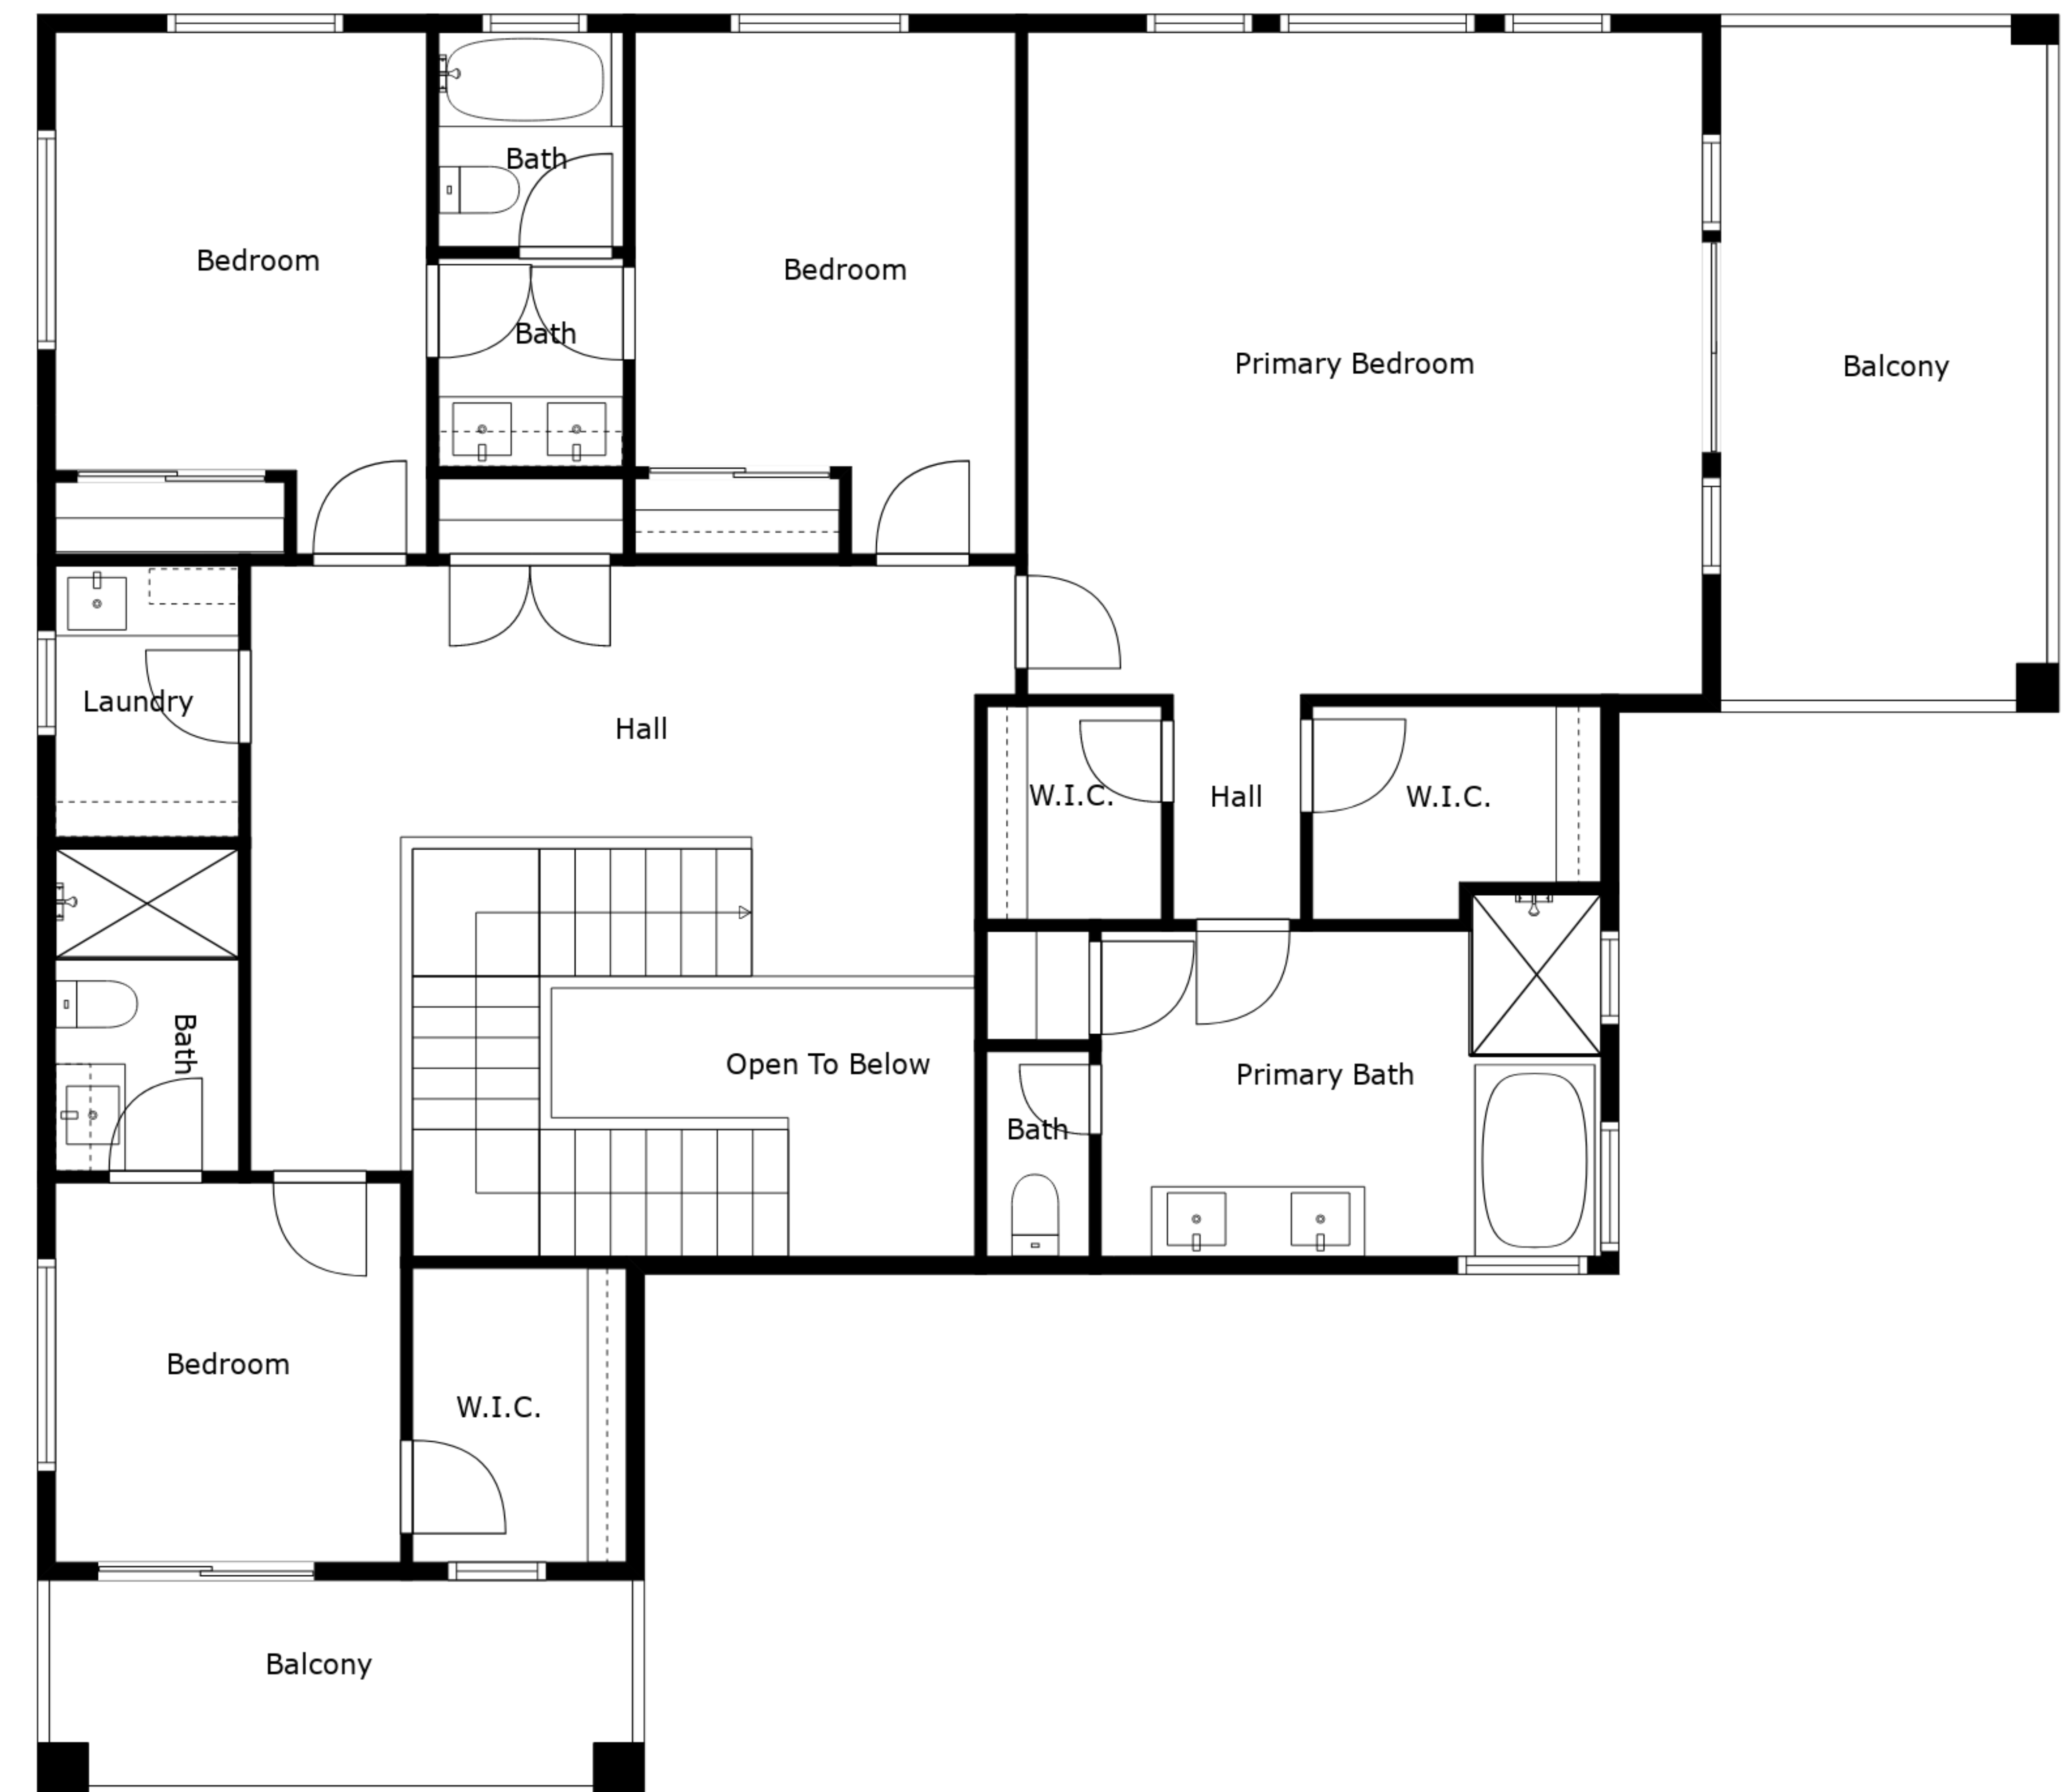 Bath
Bedroom
Bedroom
Bath
Primary Bedroom
Balcony
Laundry
Hall
W.I.C.
Hall
W.I.C.
Bath
Open To Below
Primary Bath
Bath
Bedroom
W.I.C.
Balcony